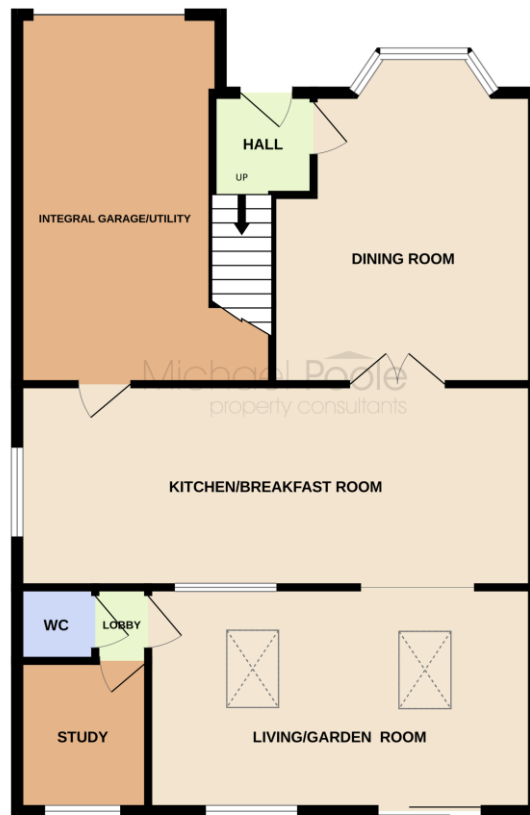 HALL
UP
INTEGRAL GARAGE/UTILITY
DINING ROOM
Michael Poole
property consultants
KITCHEN/BREAKFAST ROOM
WC
LOBBY
STUDY
LIVING/GARDEN ROOM